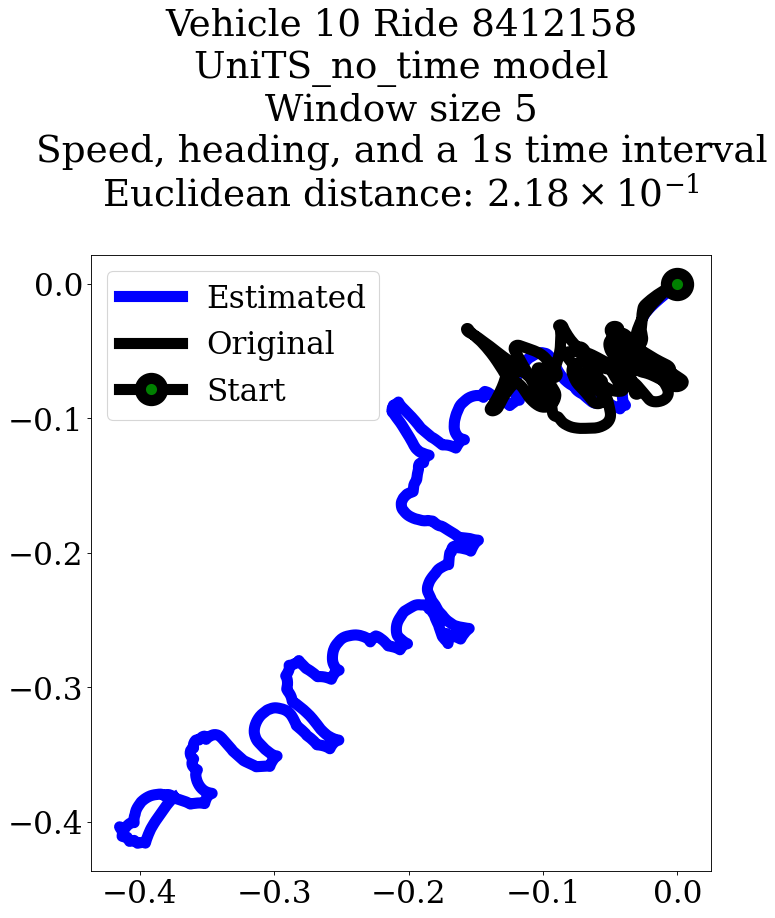 Vehicle 10 Ride 8412158
UniTS_no_time model
Window size 5
Speed, heading, and a 1s time interval
Euclidean distance: 2.18 × 10⁻¹
Estimated
Original
Start
0.0
−0.1
−0.2
−0.3
−0.4
−0.4 −0.3 −0.2 −0.1 0.0